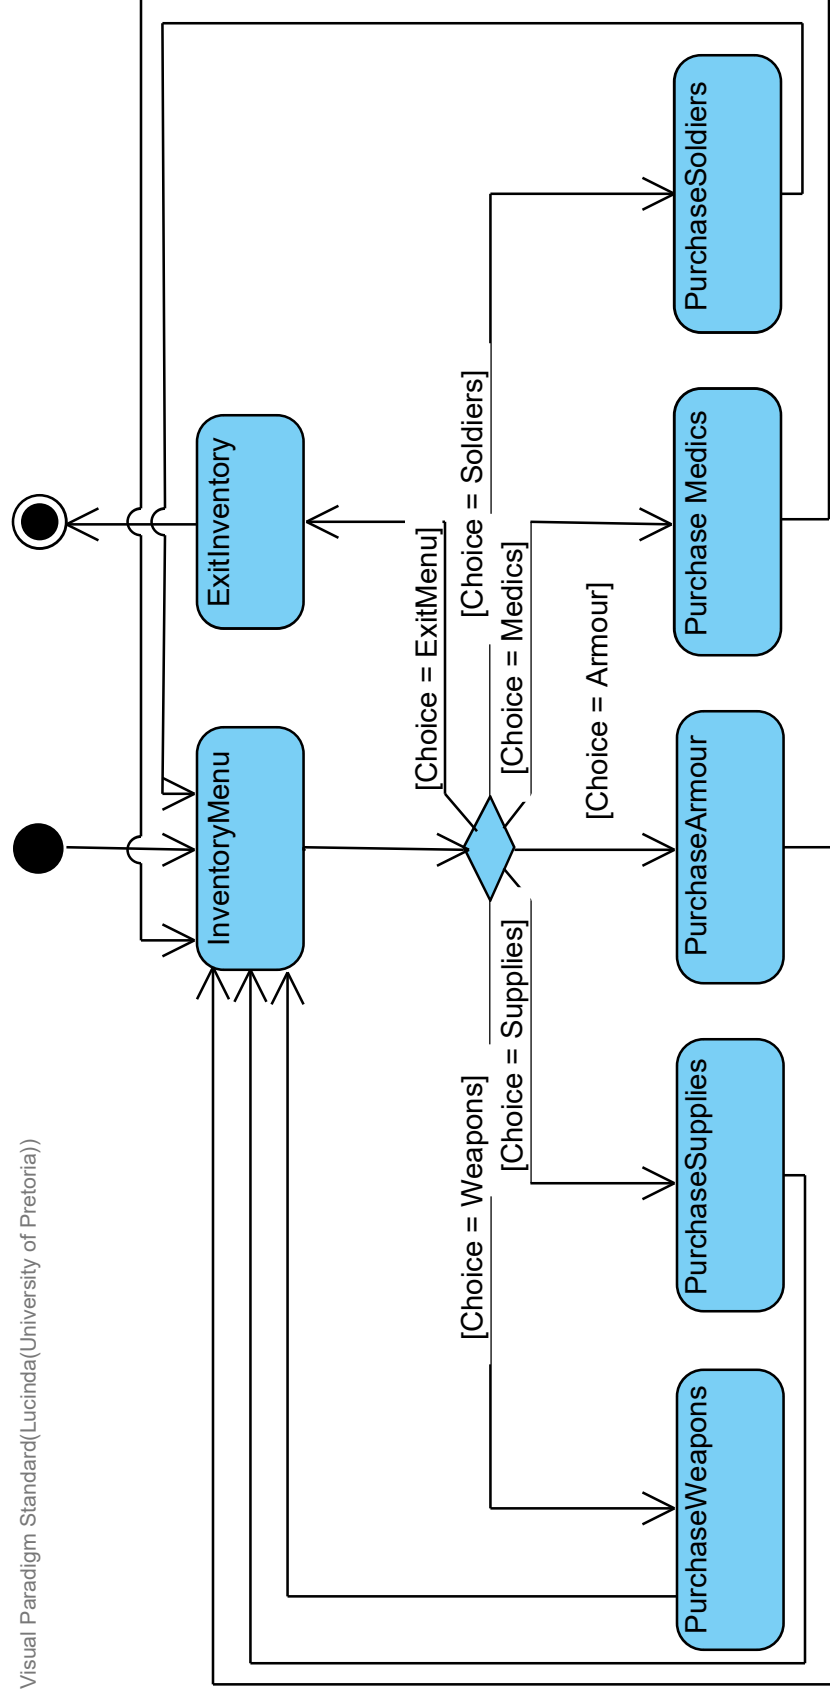 Visual Paradigm Standard(Lucinda(University of Pretoria))
InventoryMenu
ExitInventory
[Choice = ExitMenu]
[Choice = Weapons]
[Choice = Soldiers]
[Choice = Supplies]
[Choice = Medics]
[Choice = Armour]
PurchaseWeapons
PurchaseSupplies
PurchaseArmour
Purchase Medics
PurchaseSoldiers